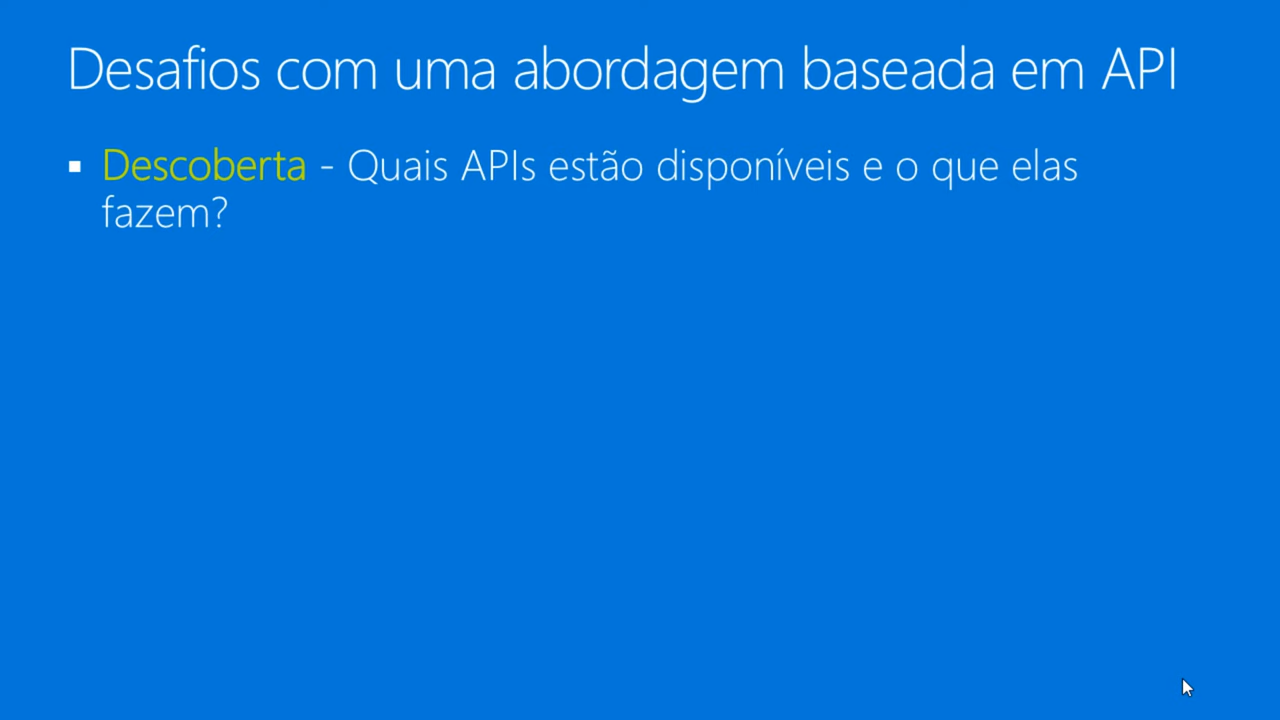 Desafios com uma abordagem baseada em API
▪ Descoberta - Quais APIs estão disponíveis e o que elas
fazem?